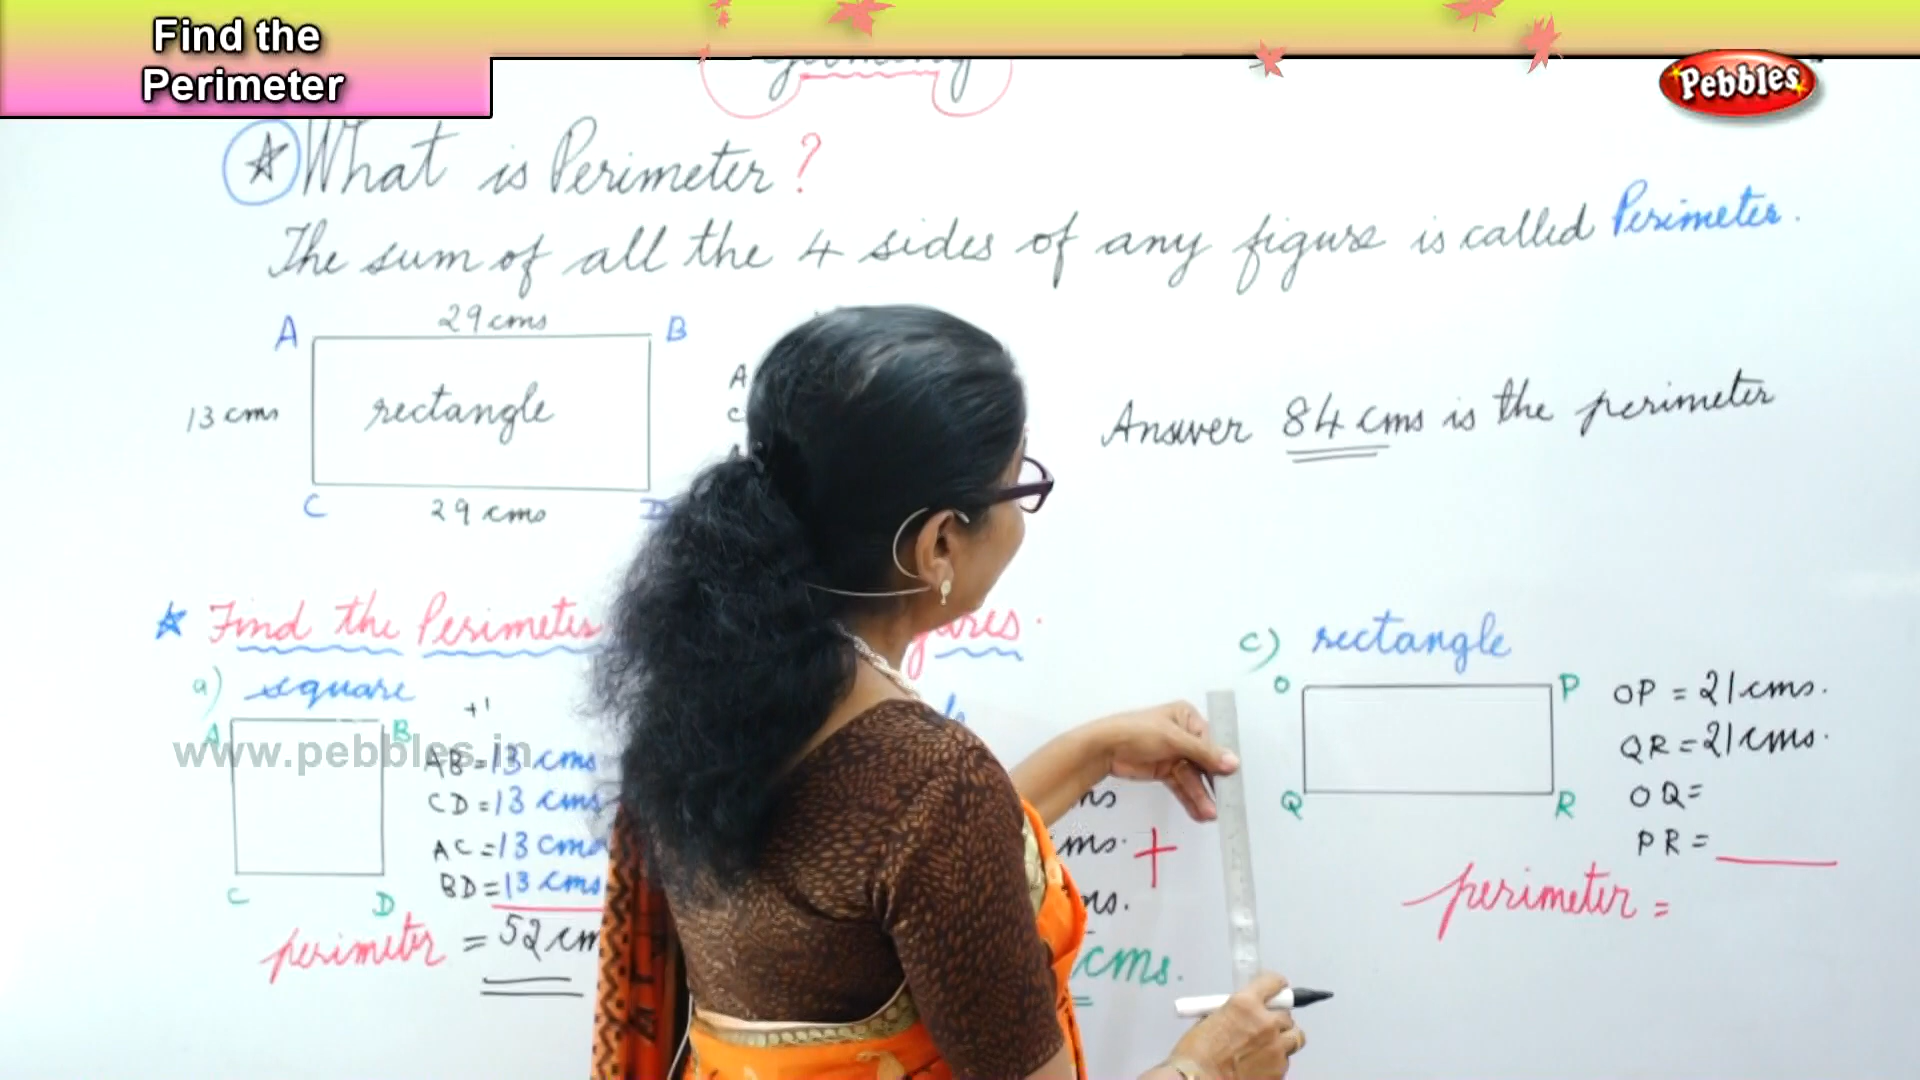 Find the
Perimeter
Pebbles
Geometry
What is Perimeter?
The sum of all the 4 sides of any figure is called Perimeter.
29 cms
A B
13 cms
rectangle
C D
29 cms
Answer 84 cms is the perimeter
Find the Perimeter
a) square
+1
A B
AB = 13 cms
CD = 13 cms
AC = 13 cms
BD = 13 cms
C D
perimeter = 52 cm
cms.
+
c) rectangle
O P
Q R
OP = 21 cms.
QR = 21 cms.
OQ =
PR =
perimeter =
www.pebbles.in